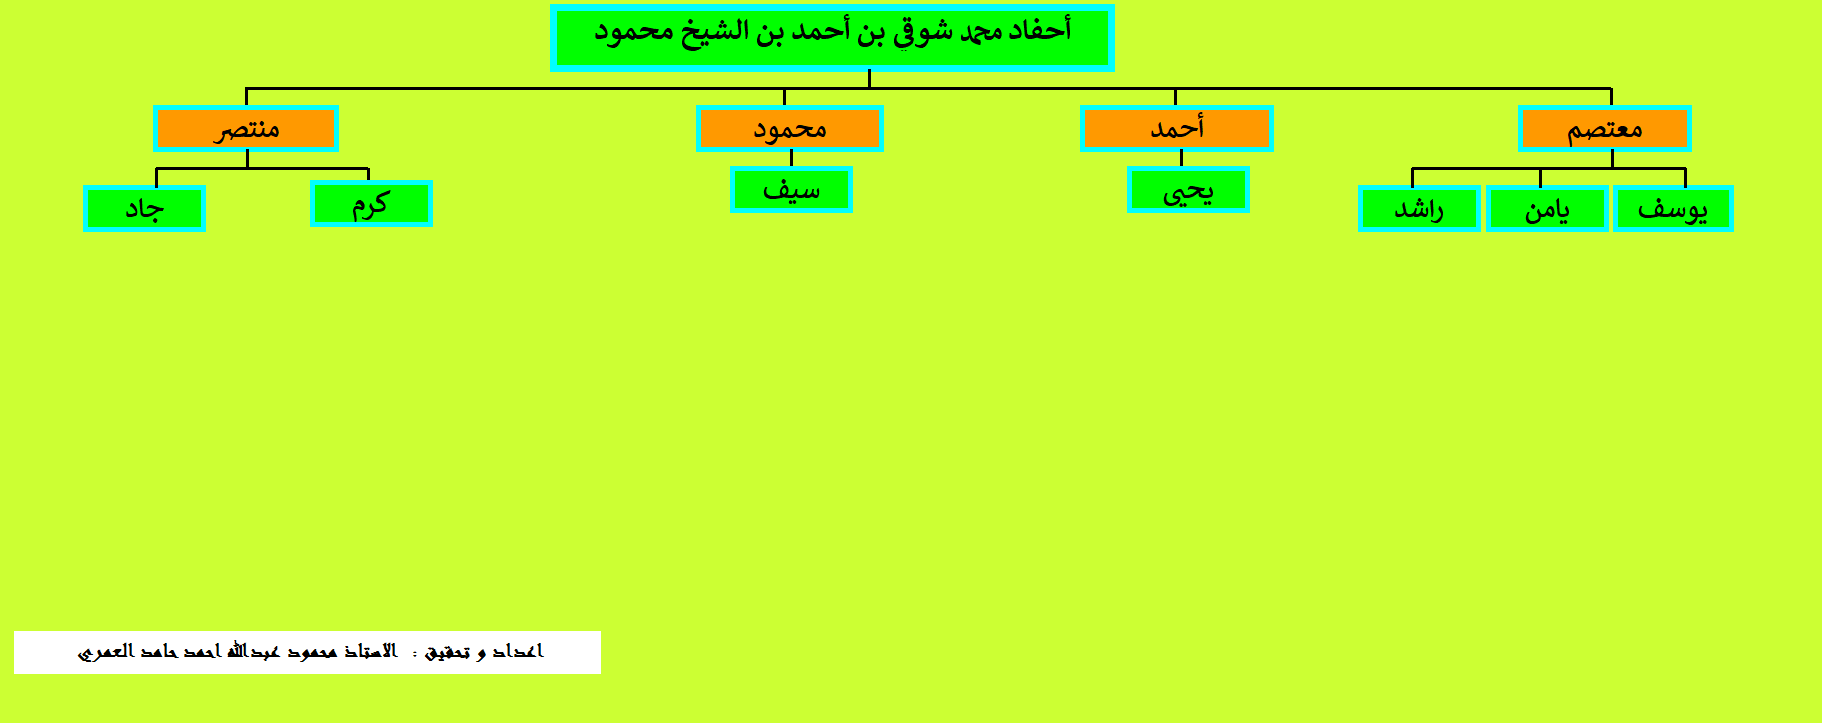 أحفاد محمد شوقي بن أحمد بن الشيخ محمود
معتصم
أحمد
محمود
منتصر
يوسف
يامن
راشد
يحيى
سيف
كرم
جاد
اعداد و تحقيق : الاستاذ محمود عبدالله احمد حامد العمري